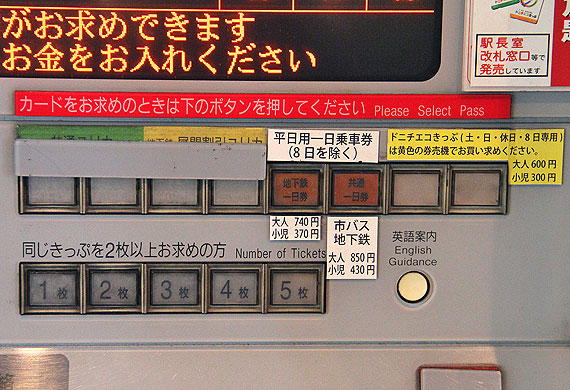 がお求めできます
お金をお入れください
駅長室
改札窓口等で
発売しています
カードをお求めのときは下のボタンを押してください Please Select Pass
平日用一日乗車券
(8日を除く)
ドニチエコきっぷ(土・日・休日・8日専用)
は黄色の券売機でお買い求めください。
大人 600円
小児 300円
地下鉄
一日券
共通
一日券
大人 740円
小児 370円
市バス
地下鉄
大人 850円
小児 430円
同じきっぷを2枚以上お求めの方 Number of Tickets
1枚
2枚
3枚
4枚
5枚
英語案内
English
Guidance